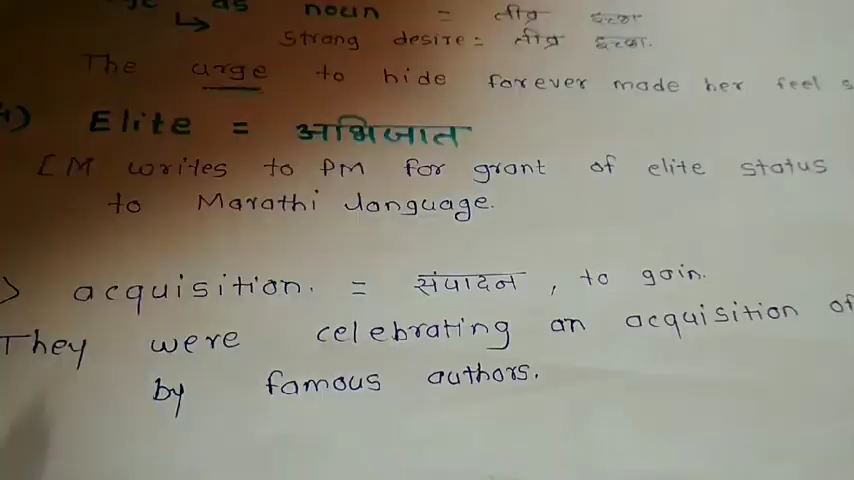 as noun = तीव्र इच्छा
↳ Strong desire = तीव्र इच्छा.
The urge to hide forever made her feel
4) Elite = अभिजात
CM writes to PM for grant of elite status
to Marathi language.
> acquisition. = संपादन, to gain.
They were celebrating an acquisition of
by famous authors.